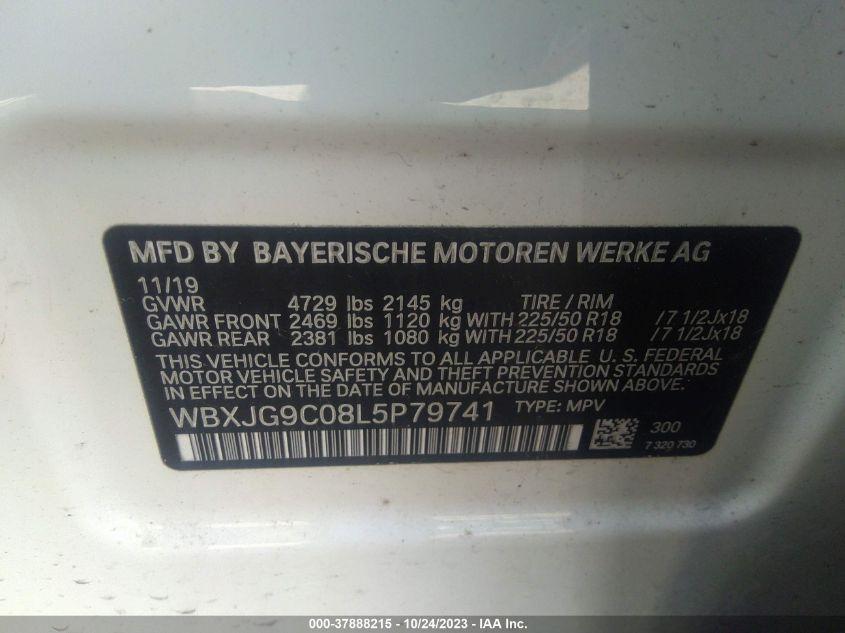 MFD BY BAYERISCHE MOTOREN WERKE AG
11/19
GVWR 4729 lbs 2145 kg TIRE / RIM
GAWR FRONT 2469 lbs 1120 kg WITH 225/50 R18 /7 1/2Jx18
GAWR REAR 2381 lbs 1080 kg WITH 225/50 R18 /7 1/2Jx18
THIS VEHICLE CONFORMS TO ALL APPLICABLE U. S. FEDERAL
MOTOR VEHICLE SAFETY AND THEFT PREVENTION STANDARDS
IN EFFECT ON THE DATE OF MANUFACTURE SHOWN ABOVE.
WBXJG9C08L5P79741 TYPE: MPV
300
7 320 730
000-37888215 - 10/24/2023 - IAA Inc.